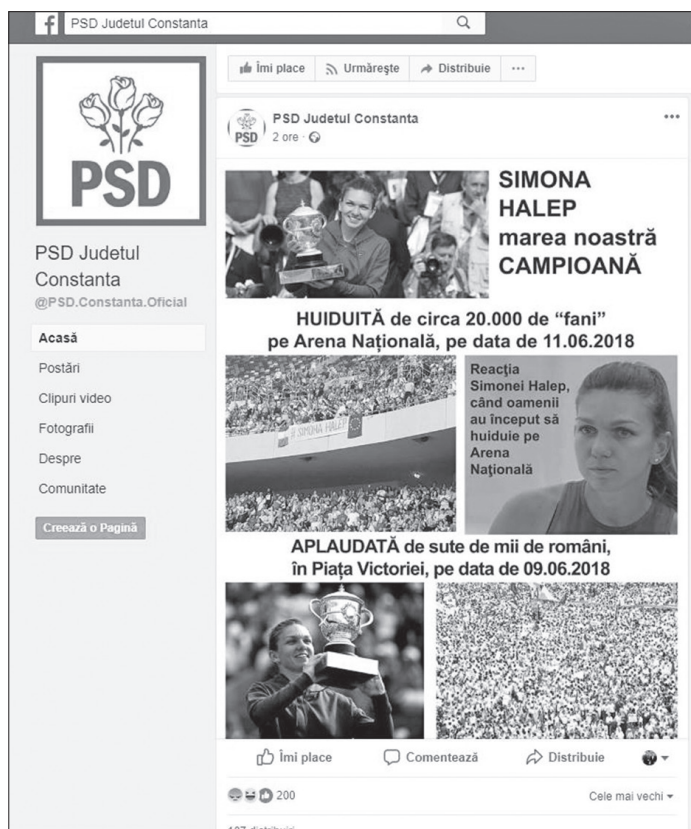 PSD Judetul Constanta
Îmi place
Urmărește
Distribuie
PSD
PSD Judetul Constanta
@PSD.Constanta.Oficial
Acasă
Postări
Clipuri video
Fotografii
Despre
Comunitate
Creează o Pagină
PSD
PSD Judetul Constanta
2 ore
SIMONA
HALEP
marea noastră
CAMPIOANĂ
HUIDUITĂ de circa 20.000 de “fani”
pe Arena Națională, pe data de 11.06.2018
SIMONA HALEP
Reacţia
Simonei Halep,
când oamenii
au început să
huiduie pe
Arena
Naţională
APLAUDATĂ de sute de mii de români,
în Piața Victoriei, pe data de 09.06.2018
Îmi place
Comentează
Distribuie
200
Cele mai vechi